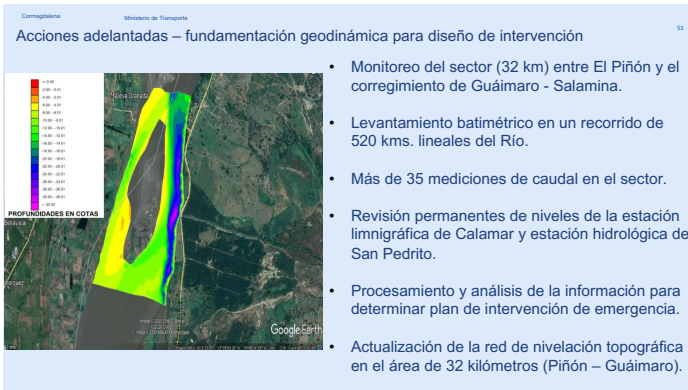 Cormagdalena
Ministerio de Transporte
51
Acciones adelantadas – fundamentación geodinámica para diseño de intervención
Nueva Granada
PROFUNDIDADES EN COTAS
Google Earth
• Monitoreo del sector (32 km) entre El Piñón y el
corregimiento de Guáimaro - Salamina.
• Levantamiento batimétrico en un recorrido de
520 kms. lineales del Río.
• Más de 35 mediciones de caudal en el sector.
• Revisión permanentes de niveles de la estación
limnigráfica de Calamar y estación hidrológica de
San Pedrito.
• Procesamiento y análisis de la información para
determinar plan de intervención de emergencia.
• Actualización de la red de nivelación topográfica
en el área de 32 kilómetros (Piñón – Guáimaro).